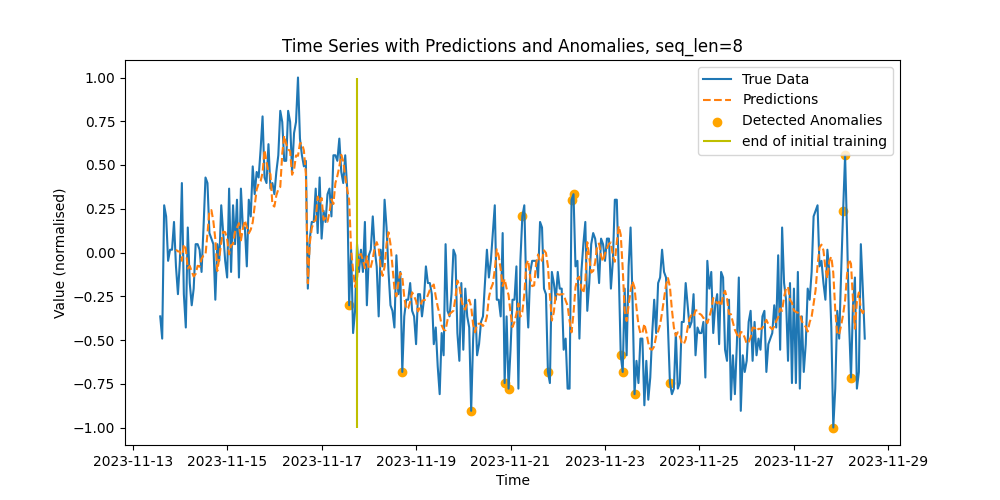 Time Series with Predictions and Anomalies, seq_len=8
True Data
Predictions
Detected Anomalies
end of initial training
Value (normalised)
1.00
0.75
0.50
0.25
0.00
−0.25
−0.50
−0.75
−1.00
2023-11-13 2023-11-15 2023-11-17 2023-11-19 2023-11-21 2023-11-23 2023-11-25 2023-11-27 2023-11-29
Time